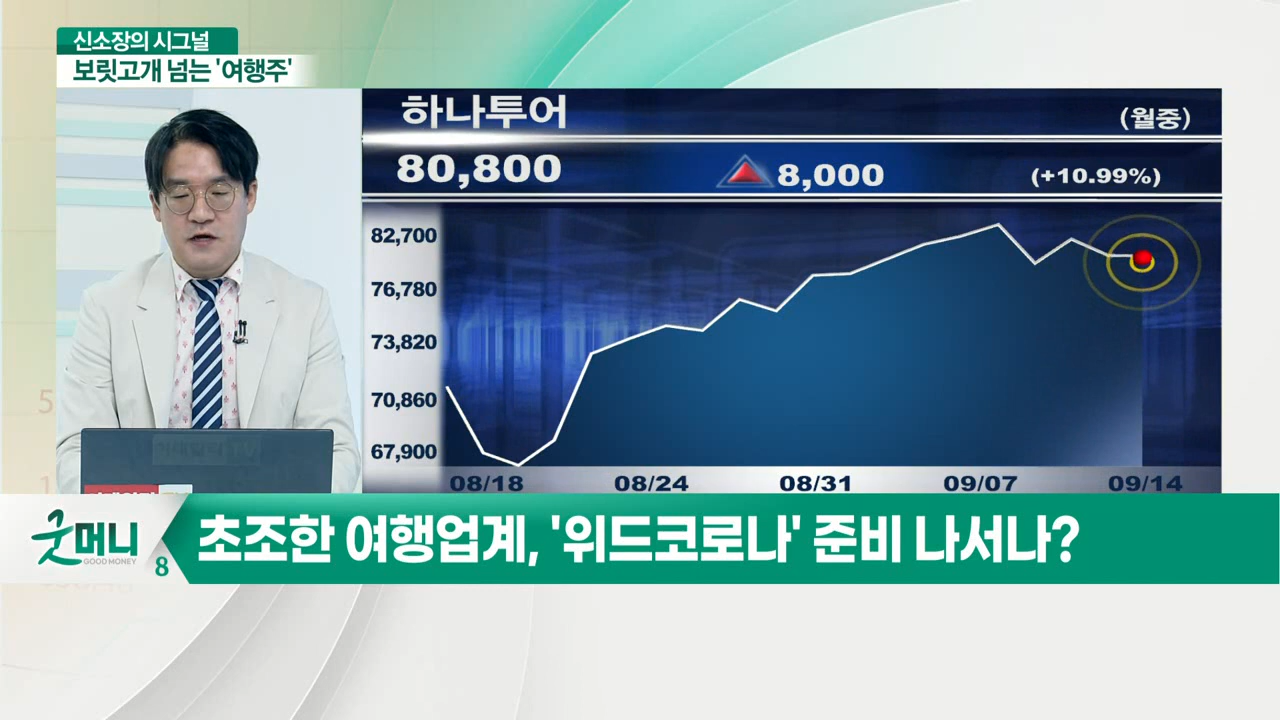 신소장의 시그널
보릿고개 넘는 '여행주'
하나투어
(월중)
80,800
8,000
(+10.99%)
82,700
76,780
73,820
70,860
67,900
08/18
08/24
08/31
09/07
09/14
굿머니
GOOD MONEY
8
초조한 여행업계, '위드코로나' 준비 나서나?